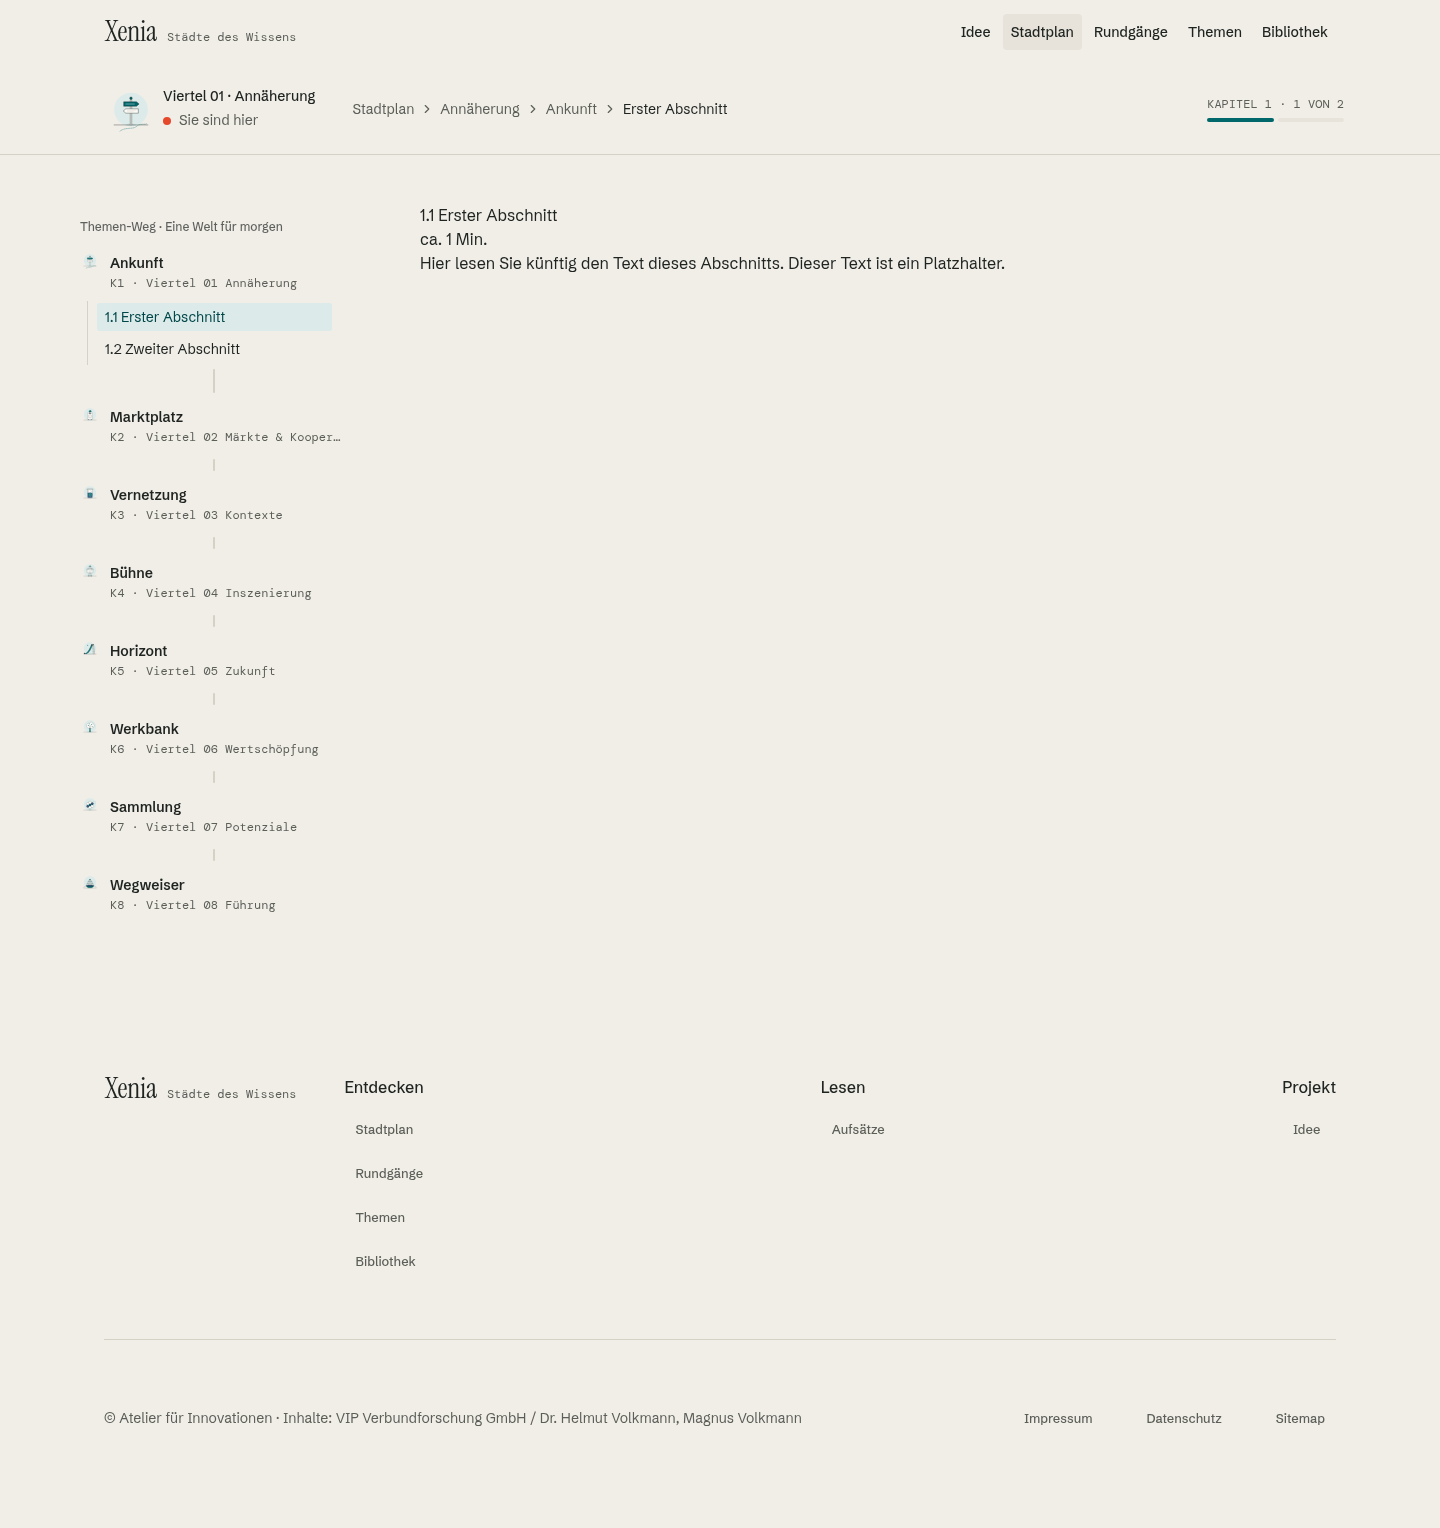 Xenia Städte des Wissens
Idee Stadtplan Rundgänge Themen Bibliothek
Viertel 01 · Annäherung
Sie sind hier
Stadtplan > Annäherung > Ankunft > Erster Abschnitt
KAPITEL 1 · 1 VON 2
Themen-Weg · Eine Welt für morgen
Ankunft
K1 · Viertel 01 Annäherung
1.1 Erster Abschnitt
1.2 Zweiter Abschnitt
Marktplatz
K2 · Viertel 02 Märkte & Kooper…
Vernetzung
K3 · Viertel 03 Kontexte
Bühne
K4 · Viertel 04 Inszenierung
Horizont
K5 · Viertel 05 Zukunft
Werkbank
K6 · Viertel 06 Wertschöpfung
Sammlung
K7 · Viertel 07 Potenziale
Wegweiser
K8 · Viertel 08 Führung
1.1 Erster Abschnitt
ca. 1 Min.
Hier lesen Sie künftig den Text dieses Abschnitts. Dieser Text ist ein Platzhalter.
Xenia Städte des Wissens
Entdecken
Stadtplan
Rundgänge
Themen
Bibliothek
Lesen
Aufsätze
Projekt
Idee
© Atelier für Innovationen · Inhalte: VIP Verbundforschung GmbH / Dr. Helmut Volkmann, Magnus Volkmann
Impressum Datenschutz Sitemap